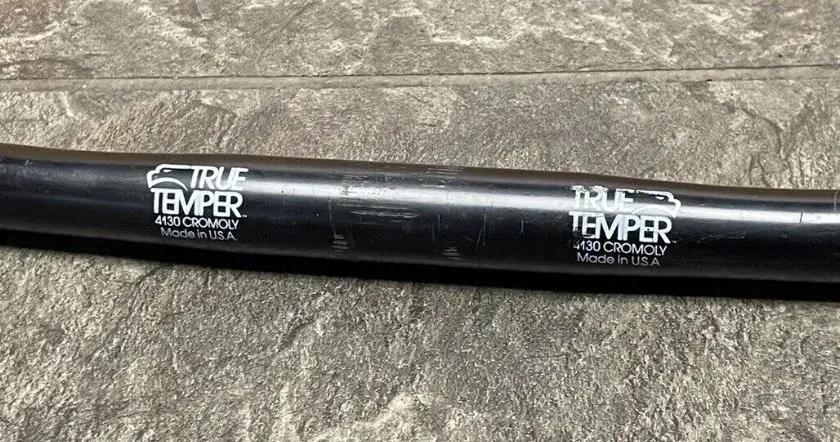 TRUE
TEMPER
4130 CROMOLY
Made in U.S.A.
TRUE
TEMPER
4130 CROMOLY
Made in U.S.A